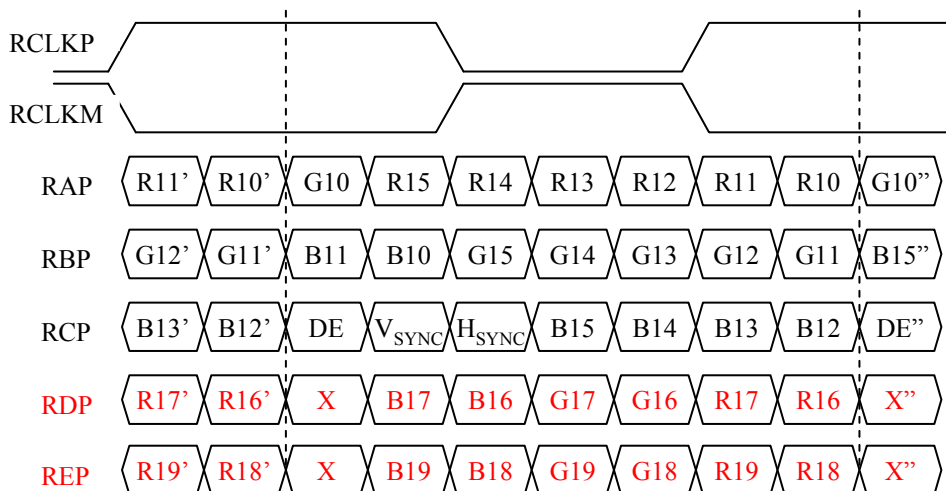 RCLKP
RCLKM
RAP R11’ R10’ G10 R15 R14 R13 R12 R11 R10 G10”
RBP G12’ G11’ B11 B10 G15 G14 G13 G12 G11 B15”
RCP B13’ B12’ DE VSYNC HSYNC B15 B14 B13 B12 DE”
RDP R17’ R16’ X B17 B16 G17 G16 R17 R16 X”
REP R19’ R18’ X B19 B18 G19 G18 R19 R18 X”